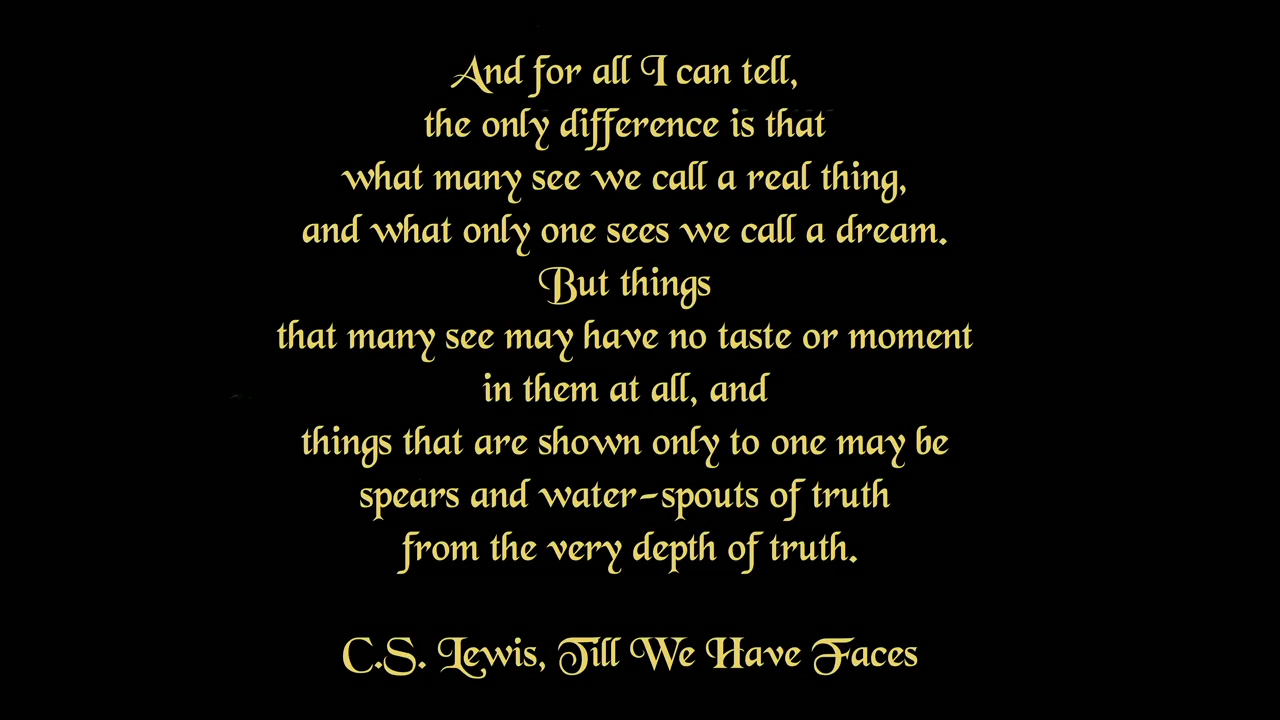 And for all I can tell,
the only difference is that
what many see we call a real thing,
and what only one sees we call a dream.
But things
that many see may have no taste or moment
in them at all, and
things that are shown only to one may be
spears and water-spouts of truth
from the very depth of truth.
C.S. Lewis, Till We Have Faces